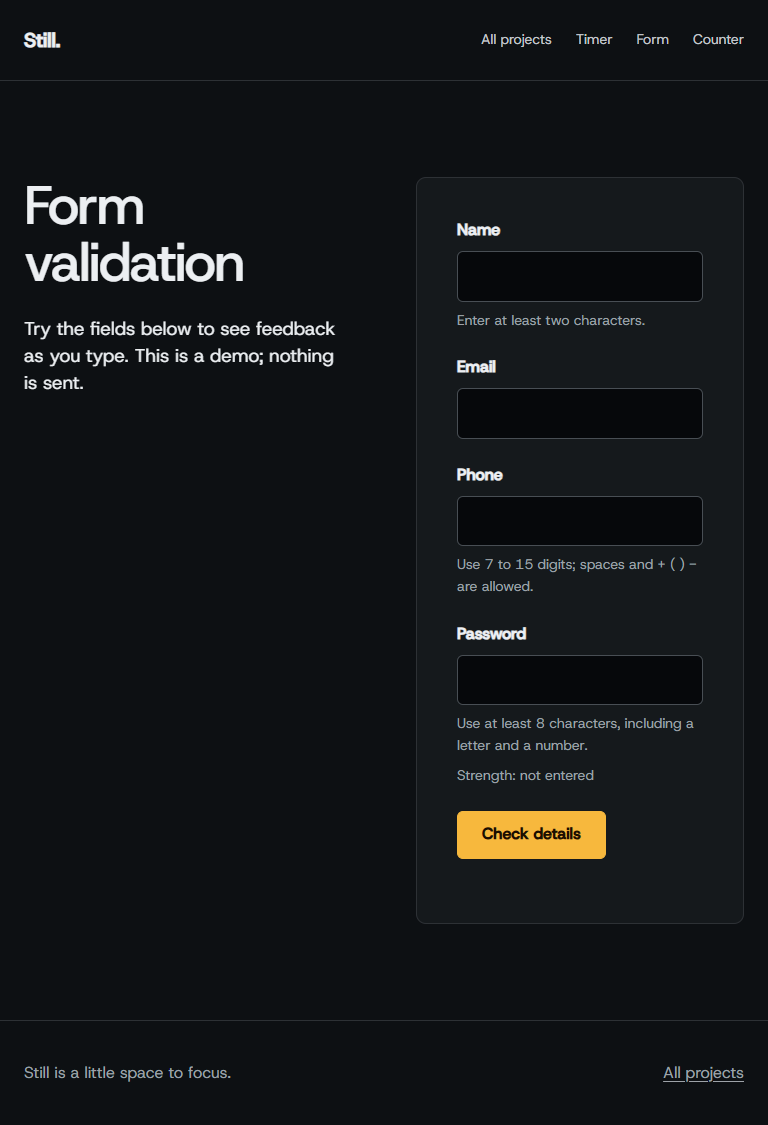 Still.
All projects
Timer
Form
Counter
Form
validation
Try the fields below to see feedback
as you type. This is a demo; nothing
is sent.
Name
Enter at least two characters.
Email
Phone
Use 7 to 15 digits; spaces and + ( ) -
are allowed.
Password
Use at least 8 characters, including a
letter and a number.
Strength: not entered
Check details
Still is a little space to focus.
All projects